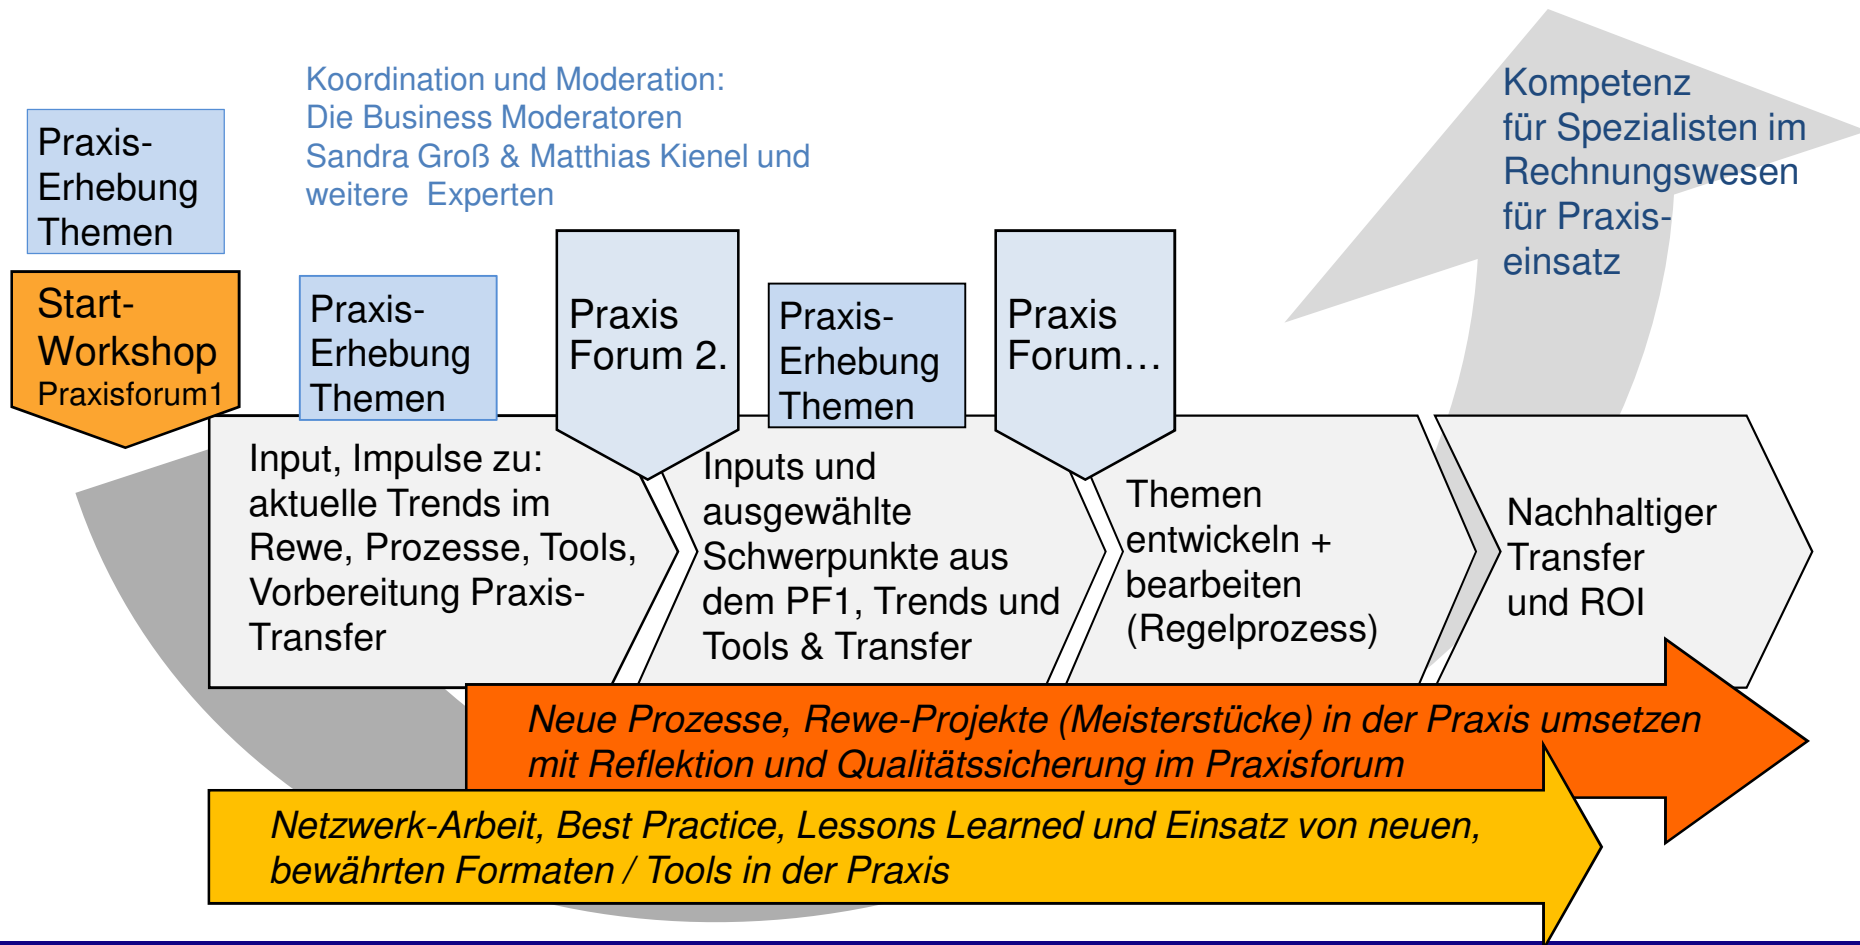 Koordination und Moderation:
Die Business Moderatoren
Sandra Groß & Matthias Kienel und
weitere  Experten
Kompetenz
für Spezialisten im
Rechnungswesen
für Praxis-
einsatz
Praxis-
Erhebung
Themen
Start-
Workshop
Praxisforum1
Praxis-
Erhebung
Themen
Praxis
Forum 2.
Praxis-
Erhebung
Themen
Praxis
Forum…
Input, Impulse zu:
aktuelle Trends im
Rewe, Prozesse, Tools,
Vorbereitung Praxis-
Transfer
Inputs und
ausgewählte
Schwerpunkte aus
dem PF1, Trends und
Tools & Transfer
Themen
entwickeln +
bearbeiten
(Regelprozess)
Nachhaltiger
Transfer
und ROI
Neue Prozesse, Rewe-Projekte (Meisterstücke) in der Praxis umsetzen
mit Reflektion und Qualitätssicherung im Praxisforum
Netzwerk-Arbeit, Best Practice, Lessons Learned und Einsatz von neuen,
bewährten Formaten / Tools in der Praxis